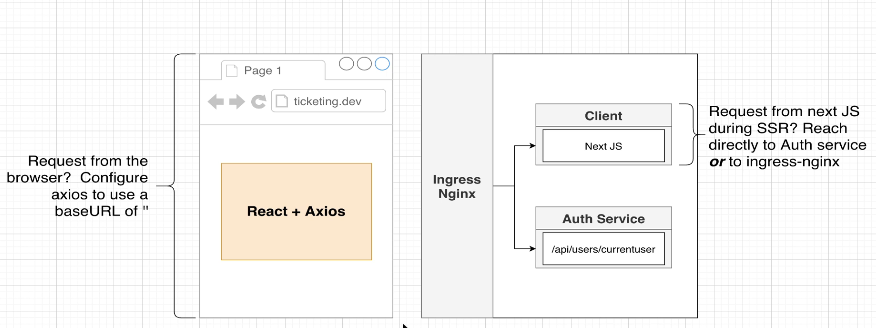 Page 1
ticketing.dev
Request from the
browser? Configure
axios to use a
baseURL of ''
React + Axios
Ingress
Nginx
Client
Next JS
Auth Service
/api/users/currentuser
Request from next JS
during SSR? Reach
directly to Auth service
or to ingress-nginx